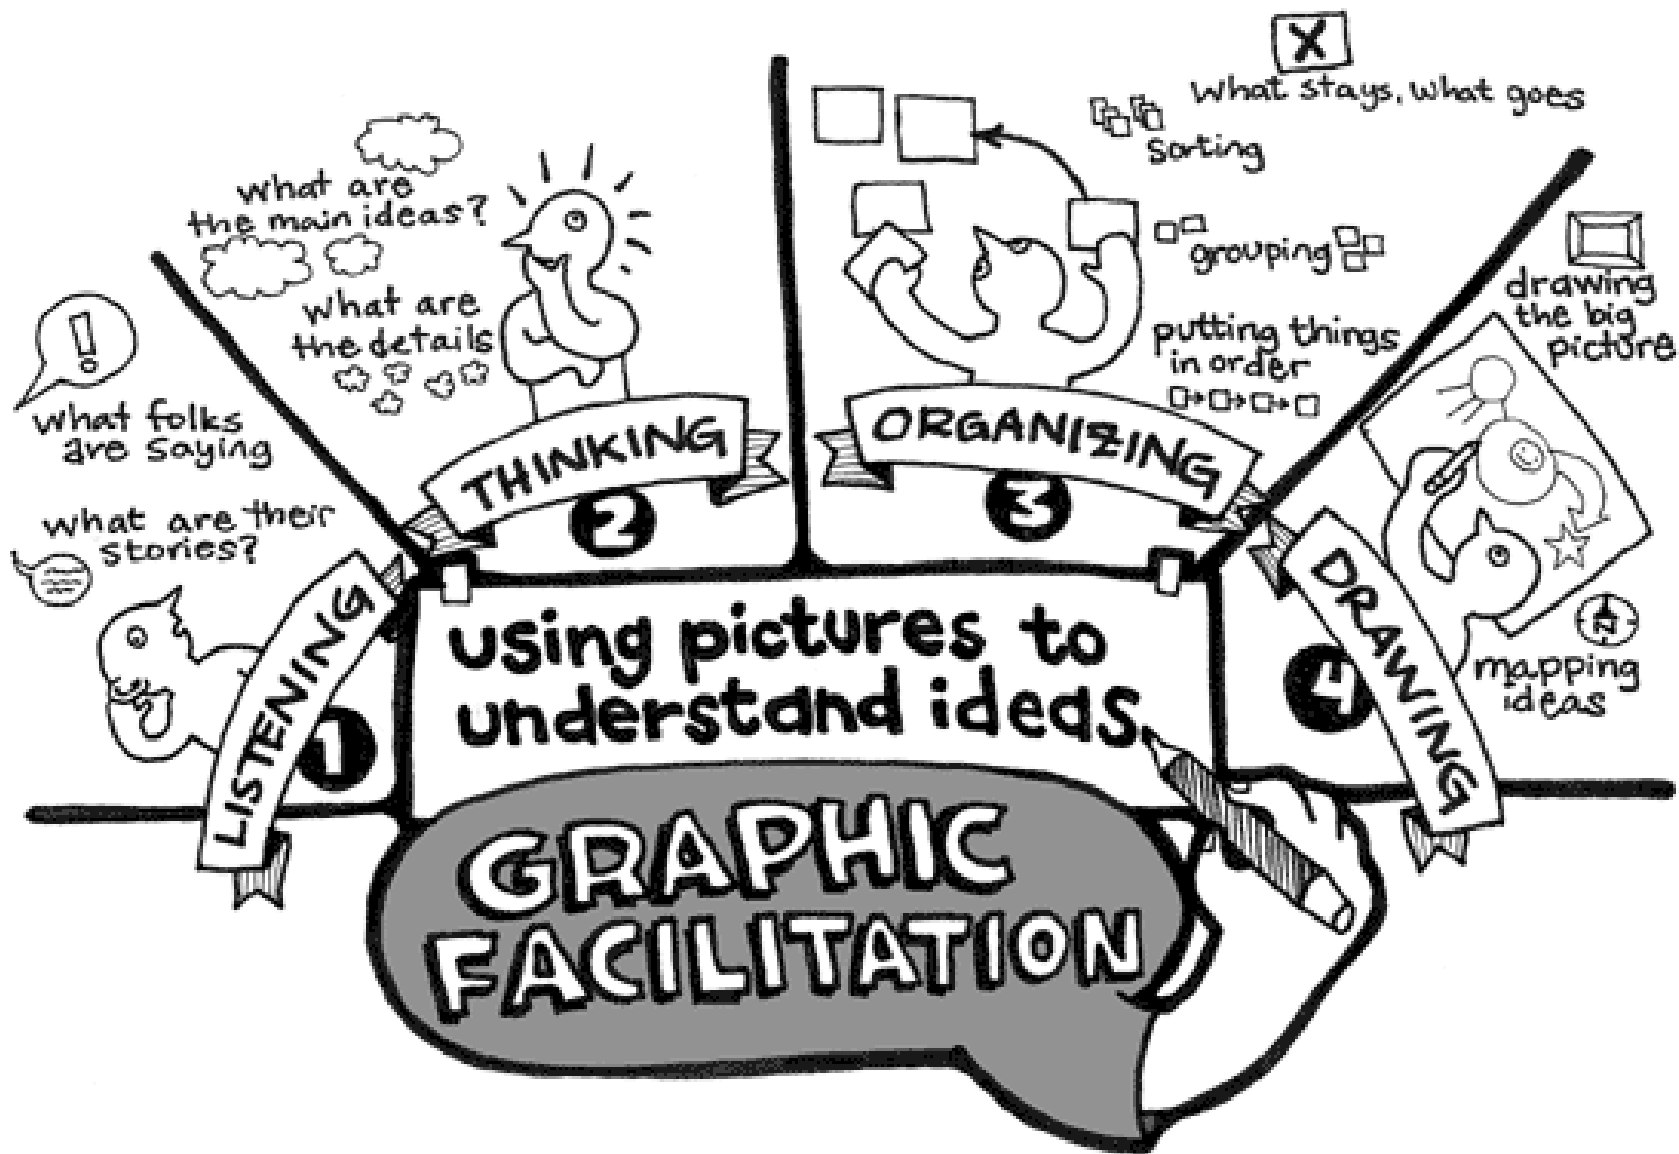 !
what folks
are saying
what are their
stories?
LISTENING
1
what are
the main ideas?
what are
the details
THINKING
2
X
what stays, what goes
sorting
grouping
putting things
in order
ORGANIZING
3
drawing
the big
picture
mapping
ideas
DRAWING
4
using pictures to
understand ideas.
GRAPHIC
FACILITATION